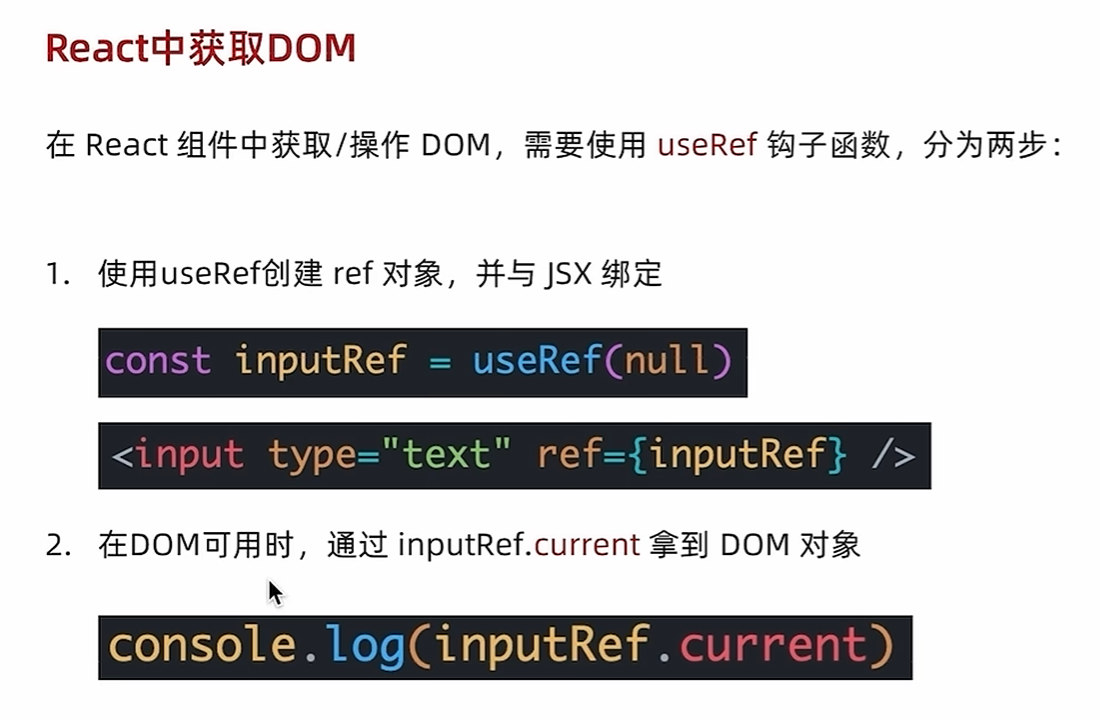 React中获取DOM
在 React 组件中获取/操作 DOM，需要使用 useRef 钩子函数，分为两步：
1. 使用useRef创建 ref 对象，并与 JSX 绑定
const inputRef = useRef(null)
<input type="text" ref={inputRef} />
2. 在DOM可用时，通过 inputRef.current 拿到 DOM 对象
console.log(inputRef.current)